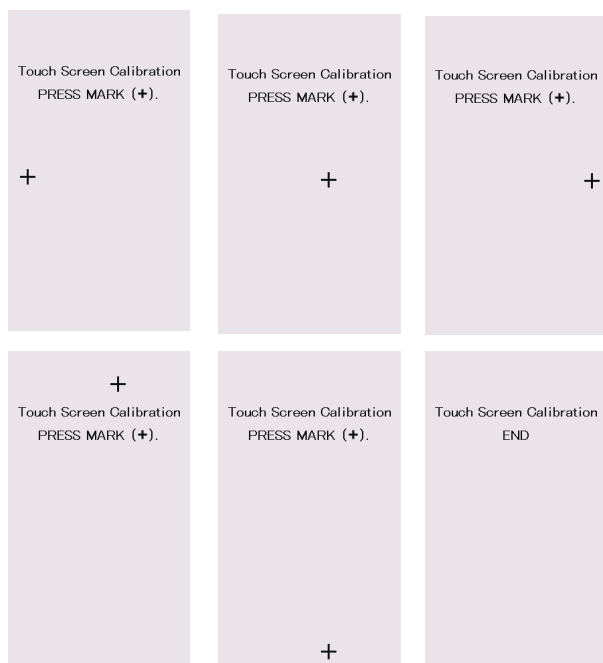 Touch Screen Calibration
PRESS MARK (+).
+
Touch Screen Calibration
PRESS MARK (+).
+
Touch Screen Calibration
PRESS MARK (+).
+
+
Touch Screen Calibration
PRESS MARK (+).
Touch Screen Calibration
PRESS MARK (+).
+
Touch Screen Calibration
END